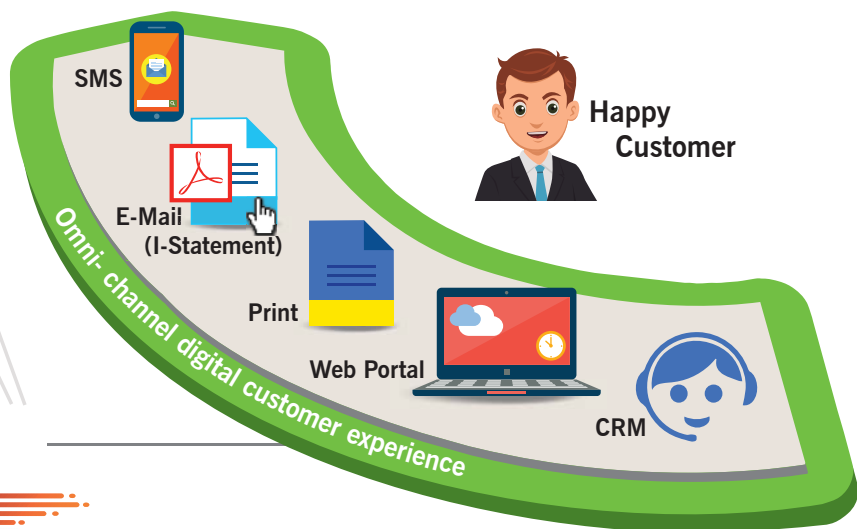 SMS
Happy
Customer
E-Mail
(I-Statement)
Print
Web Portal
CRM
Omni- channel digital customer experience